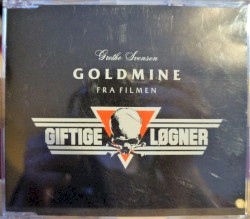 Grethe Svensen
GOLDMINE
FRA FILMEN
GIFTIGE LØGNER